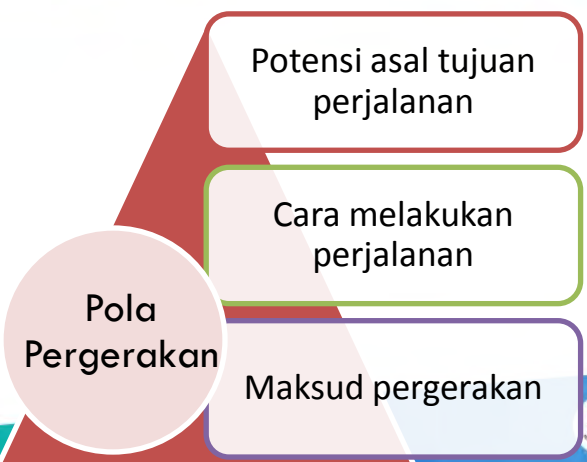 Potensi asal tujuan
perjalanan
Cara melakukan
perjalanan
Pola
Pergerakan
Maksud pergerakan